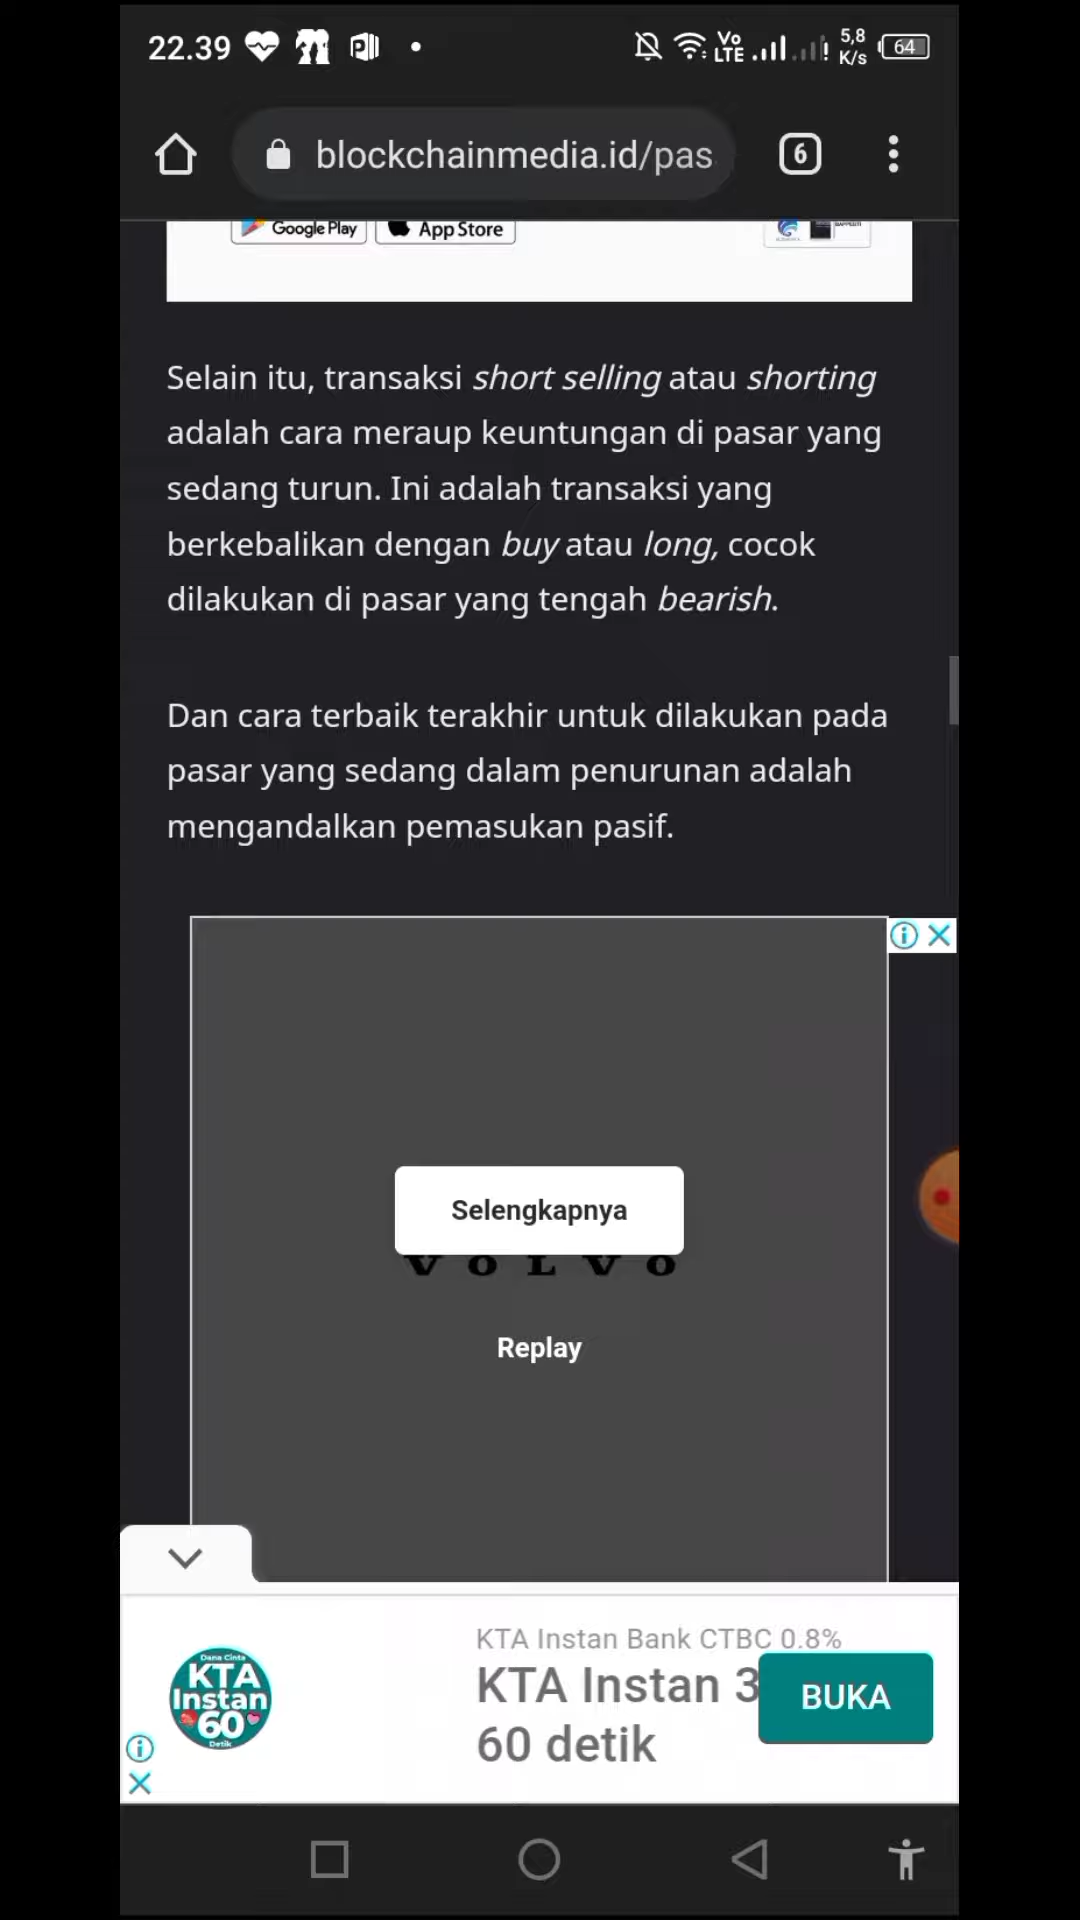 22.39
Vo
LTE
5,8
K/s
64
blockchainmedia.id/pas
6
Google Play
App Store
Selain itu, transaksi short selling atau shorting
adalah cara meraup keuntungan di pasar yang
sedang turun. Ini adalah transaksi yang
berkebalikan dengan buy atau long, cocok
dilakukan di pasar yang tengah bearish.
Dan cara terbaik terakhir untuk dilakukan pada
pasar yang sedang dalam penurunan adalah
mengandalkan pemasukan pasif.
Selengkapnya
VOLVO
Replay
KTA Instan Bank CTBC 0.8%
KTA Instan 3
60 detik
BUKA
Dana Cinta
KTA
Instan
60
Detik